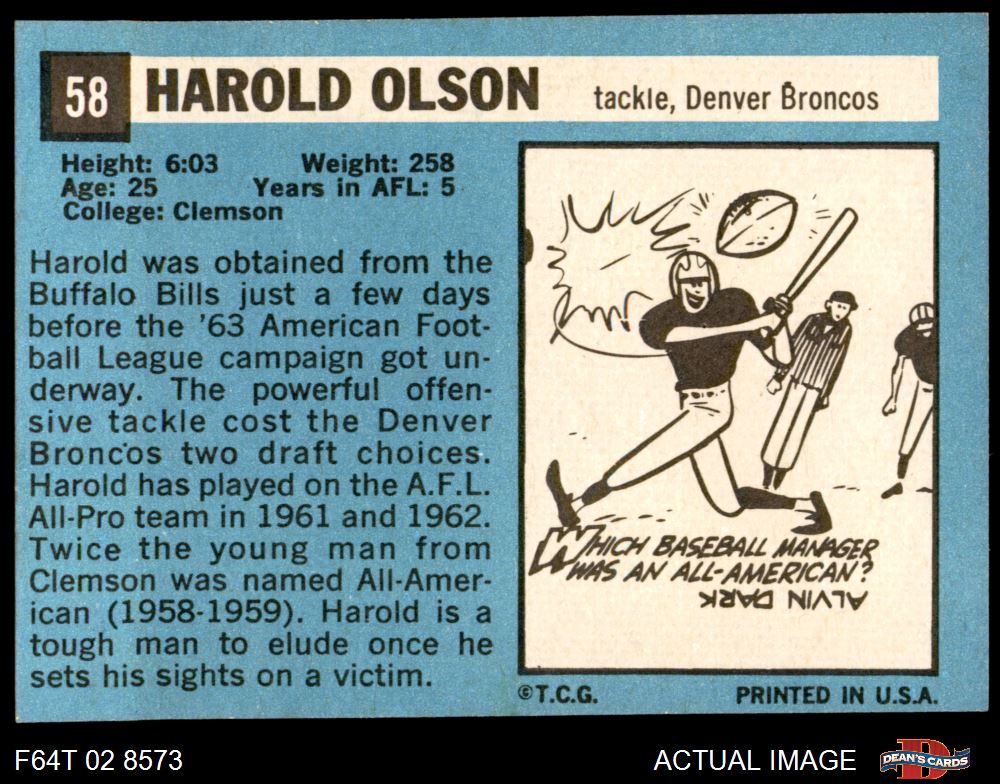 58
HAROLD OLSON
tackle, Denver Broncos
Height: 6:03 Weight: 258
Age: 25 Years in AFL: 5
College: Clemson
Harold was obtained from the
Buffalo Bills just a few days
before the '63 American Foot-
ball League campaign got un-
derway. The powerful offen-
sive tackle cost the Denver
Broncos two draft choices.
Harold has played on the A.F.L.
All-Pro team in 1961 and 1962.
Twice the young man from
Clemson was named All-Amer-
ican (1958-1959). Harold is a
tough man to elude once he
sets his sights on a victim.
WHICH BASEBALL MANAGER
WAS AN ALL-AMERICAN?
ALVIN DARK
©T.C.G.
PRINTED IN U.S.A.
F64T 02 8573
ACTUAL IMAGE
D
DEAN'S CARDS